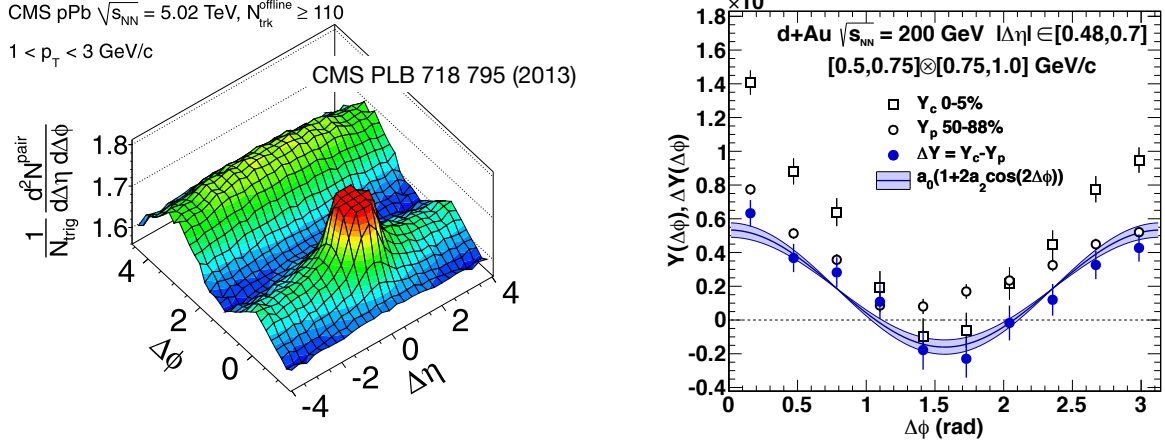 CMS pPb √s_NN = 5.02 TeV, N_trk^offline ≥ 110
1 < p_T < 3 GeV/c
CMS PLB 718 795 (2013)
1/N_trig d²N^pair/dΔη dΔφ
1.8
1.7
1.6
4
2
0
Δφ
-4
-2
0
2
4
Δη
d+Au √s_NN = 200 GeV |Δη| ∈[0.48,0.7]
[0.5,0.75]⊗[0.75,1.0] GeV/c
Y_c 0-5%
Y_p 50-88%
ΔY = Y_c-Y_p
a_0(1+2a_2cos(2Δϕ))
Y(Δϕ), ΔY(Δϕ)
1.8
1.6
1.4
1.2
1
0.8
0.6
0.4
0.2
0
-0.2
-0.4
0 0.5 1 1.5 2 2.5 3
Δϕ (rad)